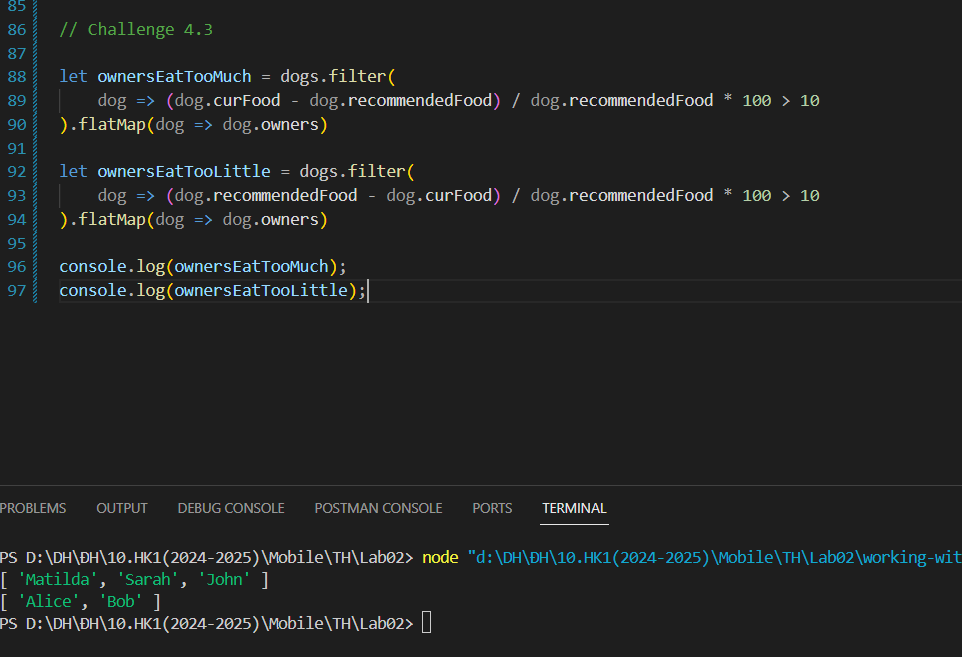 85
86 // Challenge 4.3
87
88 let ownersEatTooMuch = dogs.filter(
89 dog => (dog.curFood - dog.recommendedFood) / dog.recommendedFood * 100 > 10
90 ).flatMap(dog => dog.owners)
91
92 let ownersEatTooLittle = dogs.filter(
93 dog => (dog.recommendedFood - dog.curFood) / dog.recommendedFood * 100 > 10
94 ).flatMap(dog => dog.owners)
95
96 console.log(ownersEatTooMuch);
97 console.log(ownersEatTooLittle);
PROBLEMS OUTPUT DEBUG CONSOLE POSTMAN CONSOLE PORTS TERMINAL
PS D:\DH\ĐH\10.HK1(2024-2025)\Mobile\TH\Lab02> node "d:\DH\ĐH\10.HK1(2024-2025)\Mobile\TH\Lab02\working-wit
[ 'Matilda', 'Sarah', 'John' ]
[ 'Alice', 'Bob' ]
PS D:\DH\ĐH\10.HK1(2024-2025)\Mobile\TH\Lab02>